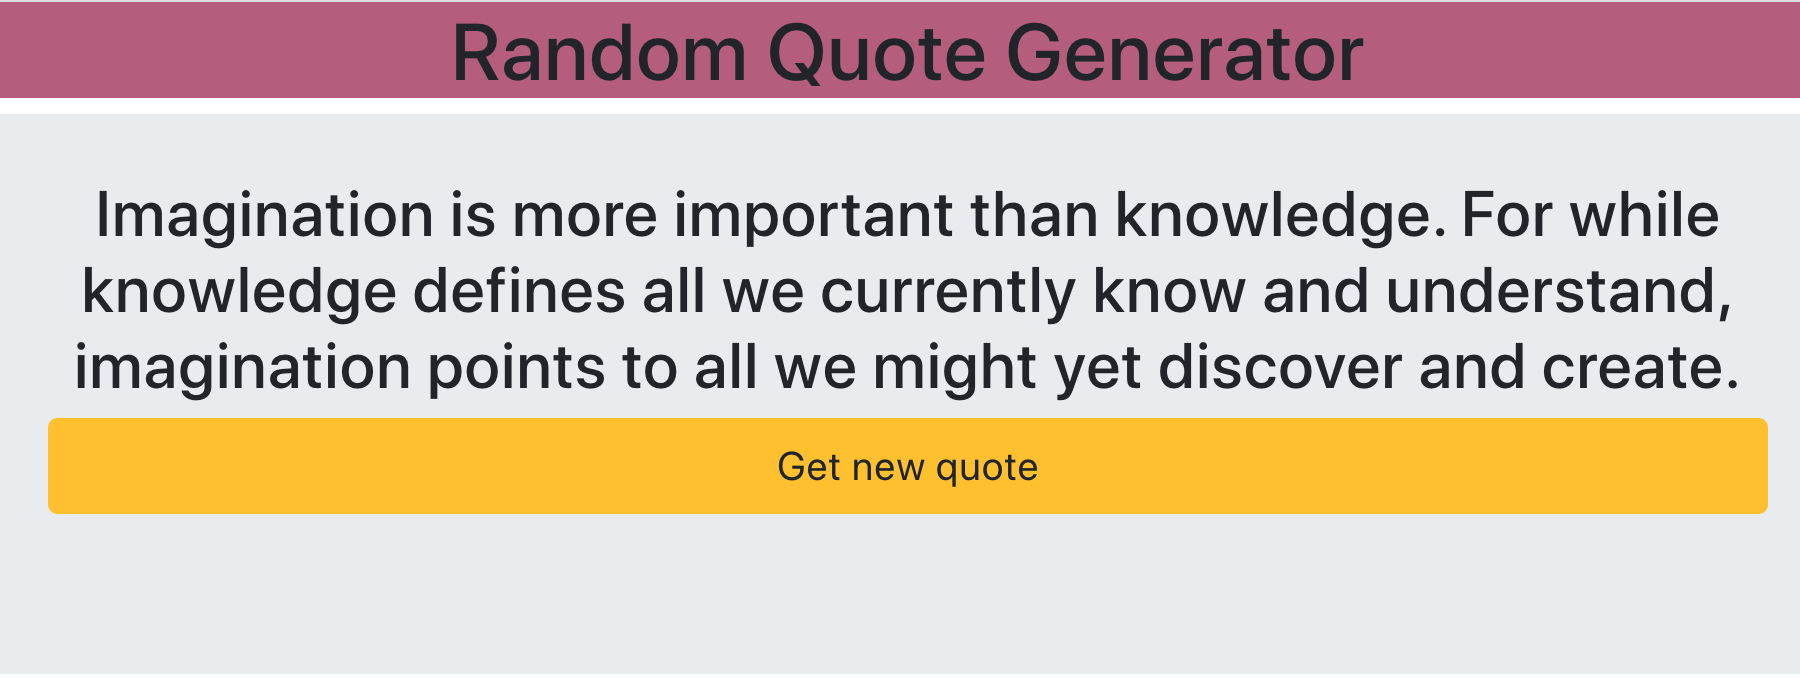 Random Quote Generator
Imagination is more important than knowledge. For while
knowledge defines all we currently know and understand,
imagination points to all we might yet discover and create.
Get new quote